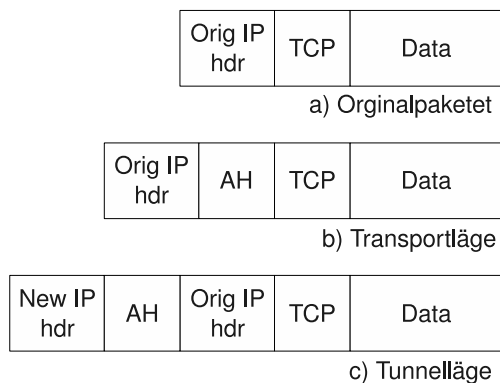 Orig IP
hdr
TCP
Data
a) Orginalpaketet
Orig IP
hdr
AH
TCP
Data
b) Transportläge
New IP
hdr
AH
Orig IP
hdr
TCP
Data
c) Tunnelläge